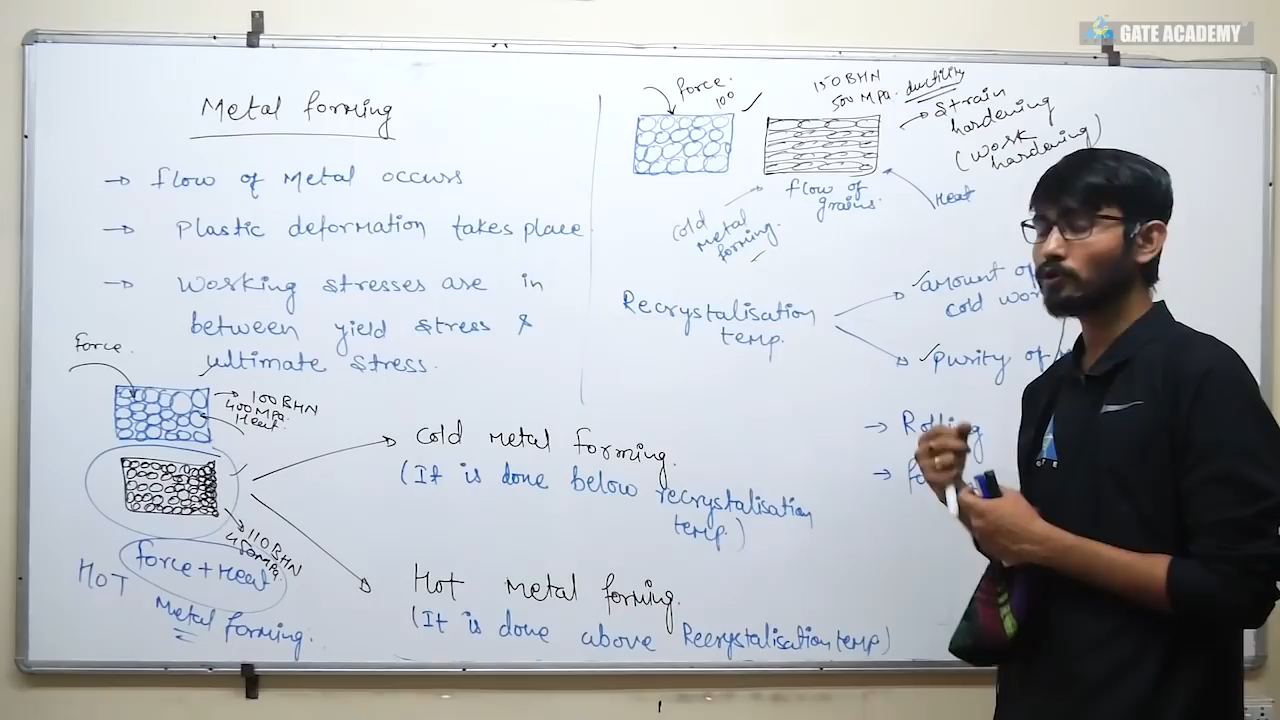 GATE ACADEMY
Metal forming
→ flow of Metal occurs
→ Plastic deformation takes place
→ Working stresses are in
between yield stress &
ultimate stress.
Force.
→ 100 BHN
400 MPa.
Heat.
110 BHN
450 MPa.
Force + Heat
HOT
Metal forming.
Cold Metal forming.
(It is done below recrystalisation
temp.)
Hot Metal forming.
(It is done above Recrystalisation temp)
force.
100
150 BHN
500 MPa.
ductility
→ Strain
hardening
(work
hardening)
flow of
grains.
Heat
cold
metal
forming.
Recrystalisation
temp.
amount of
cold
purity of
→ Rolling
→